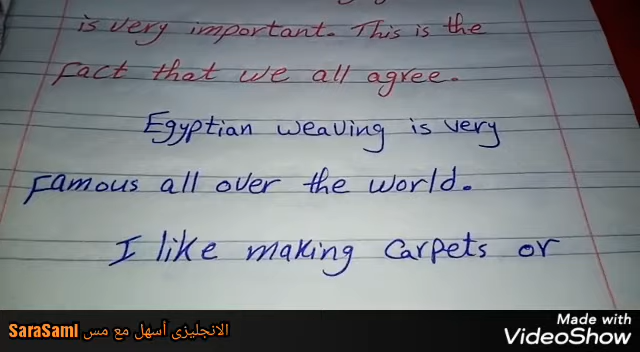 is very important. This is the
fact that we all agree.
Egyptian weaving is very
famous all over the world.
I like making carpets or
الانجليزى أسهل مع مس SaraSamI
Made with
VideoShow